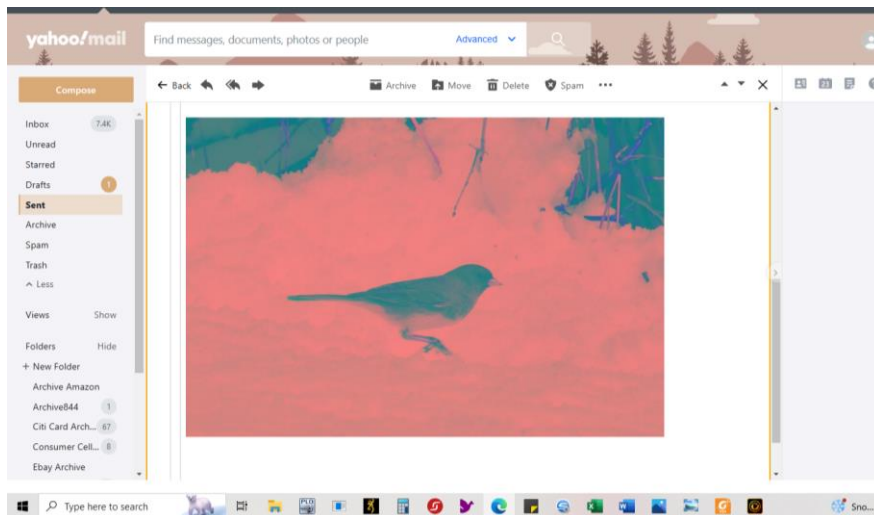 yahoo!mail
Find messages, documents, photos or people
Advanced
Compose
Back
Archive
Move
Delete
Spam
Inbox 7.4K
Unread
Starred
Drafts 1
Sent
Archive
Spam
Trash
Less
Views Show
Folders Hide
+ New Folder
Archive Amazon
Archive844 1
Citi Card Arch... 67
Consumer Cell... 8
Ebay Archive
Type here to search
Sno...